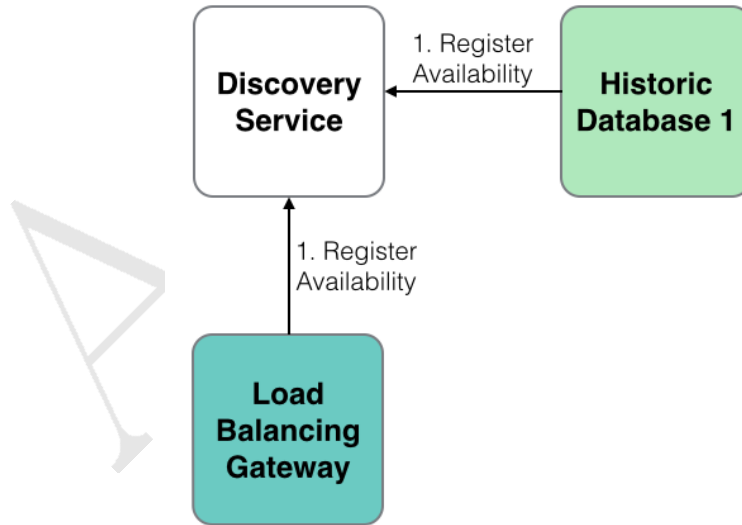 Discovery
Service
1. Register
Availability
Historic
Database 1
1. Register
Availability
Load
Balancing
Gateway